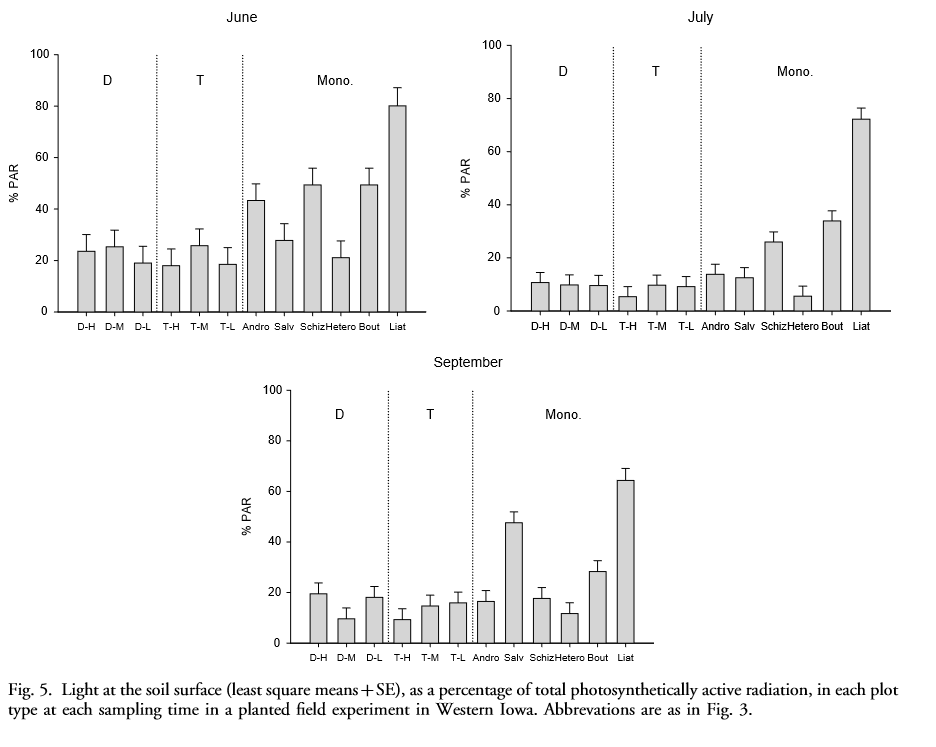 June
100
80
60
40
20
0
% PAR
D
T
Mono.
D-H D-M D-L T-H T-M T-L Andro Salv Schiz Hetero Bout Liat
July
100
80
60
40
20
0
% PAR
D
T
Mono.
D-H D-M D-L T-H T-M T-L Andro Salv Schiz Hetero Bout Liat
September
100
80
60
40
20
0
% PAR
D
T
Mono.
D-H D-M D-L T-H T-M T-L Andro Salv Schiz Hetero Bout Liat
Fig. 5. Light at the soil surface (least square means+SE), as a percentage of total photosynthetically active radiation, in each plot
type at each sampling time in a planted field experiment in Western Iowa. Abbrevations are as in Fig. 3.